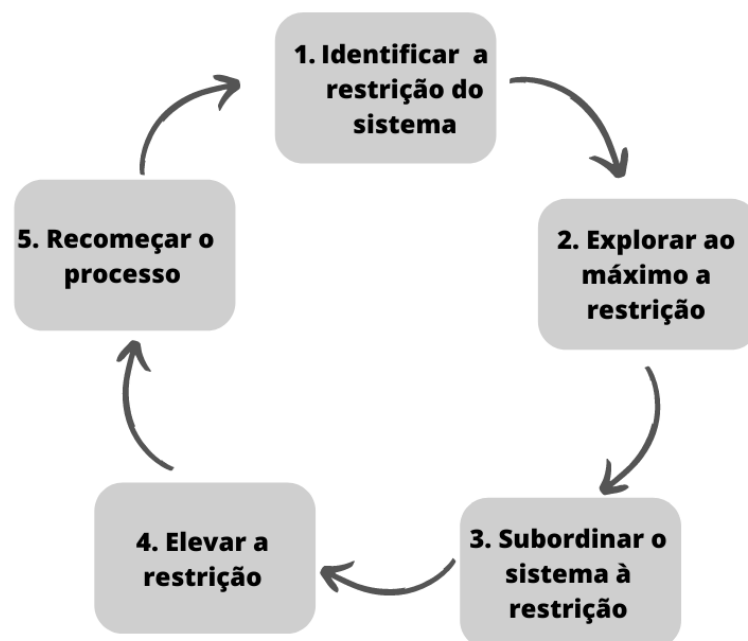 1. Identificar a
restrição do
sistema
2. Explorar ao
máximo a
restrição
3. Subordinar o
sistema à
restrição
4. Elevar a
restrição
5. Recomeçar o
processo